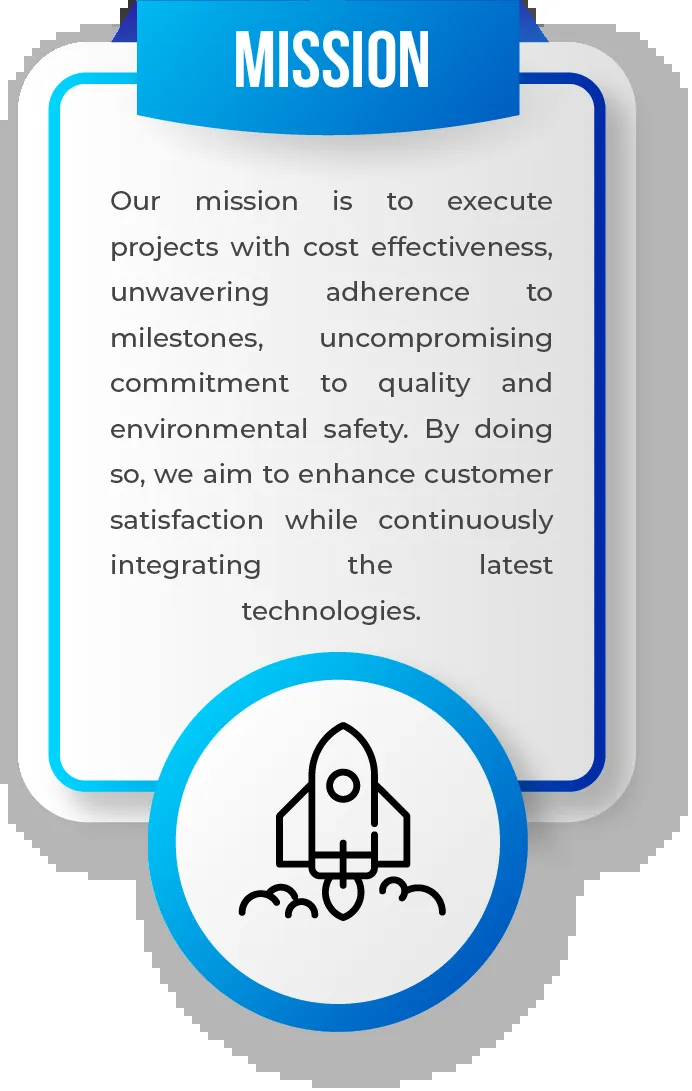 MISSION
Our mission is to execute
projects with cost effectiveness,
unwavering adherence to
milestones, uncompromising
commitment to quality and
environmental safety. By doing
so, we aim to enhance customer
satisfaction while continuously
integrating the latest
technologies.